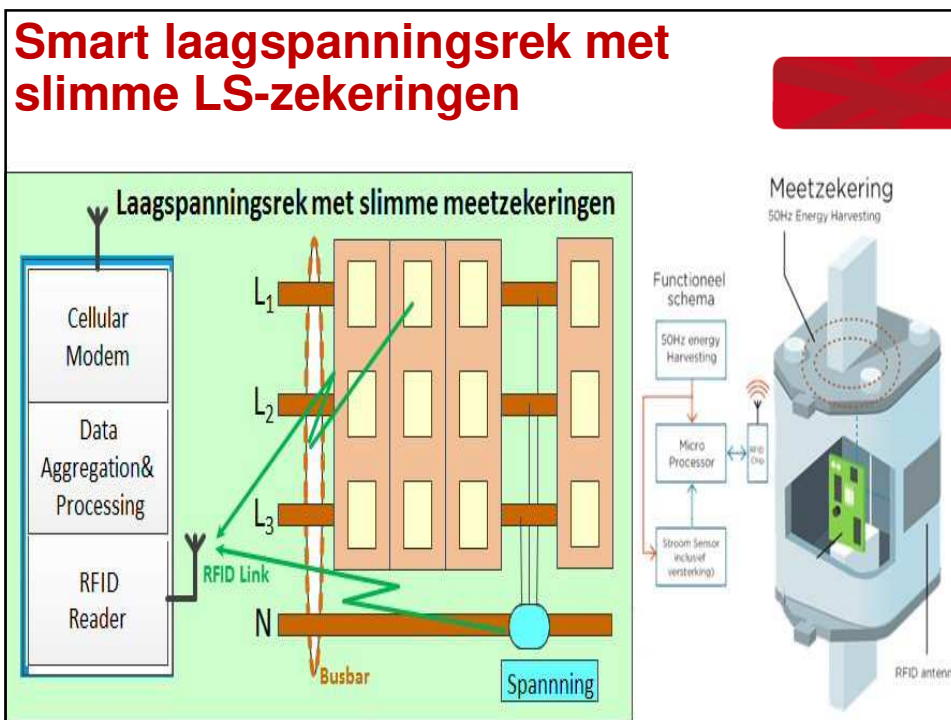 Smart laagspanningsrek met
slimme LS-zekeringen
Laagspanningsrek met slimme meetzekeringen
Cellular
Modem
Data
Aggregation&
Processing
RFID
Reader
L1
L2
L3
N
RFID Link
Busbar
Spannning
Meetzekering
50Hz Energy Harvesting
Functioneel
schema
50Hz energy
Harvesting
Micro
Processor
RFID
Chip
Stroom Sensor
inclusief
versterking)
RFID antenn